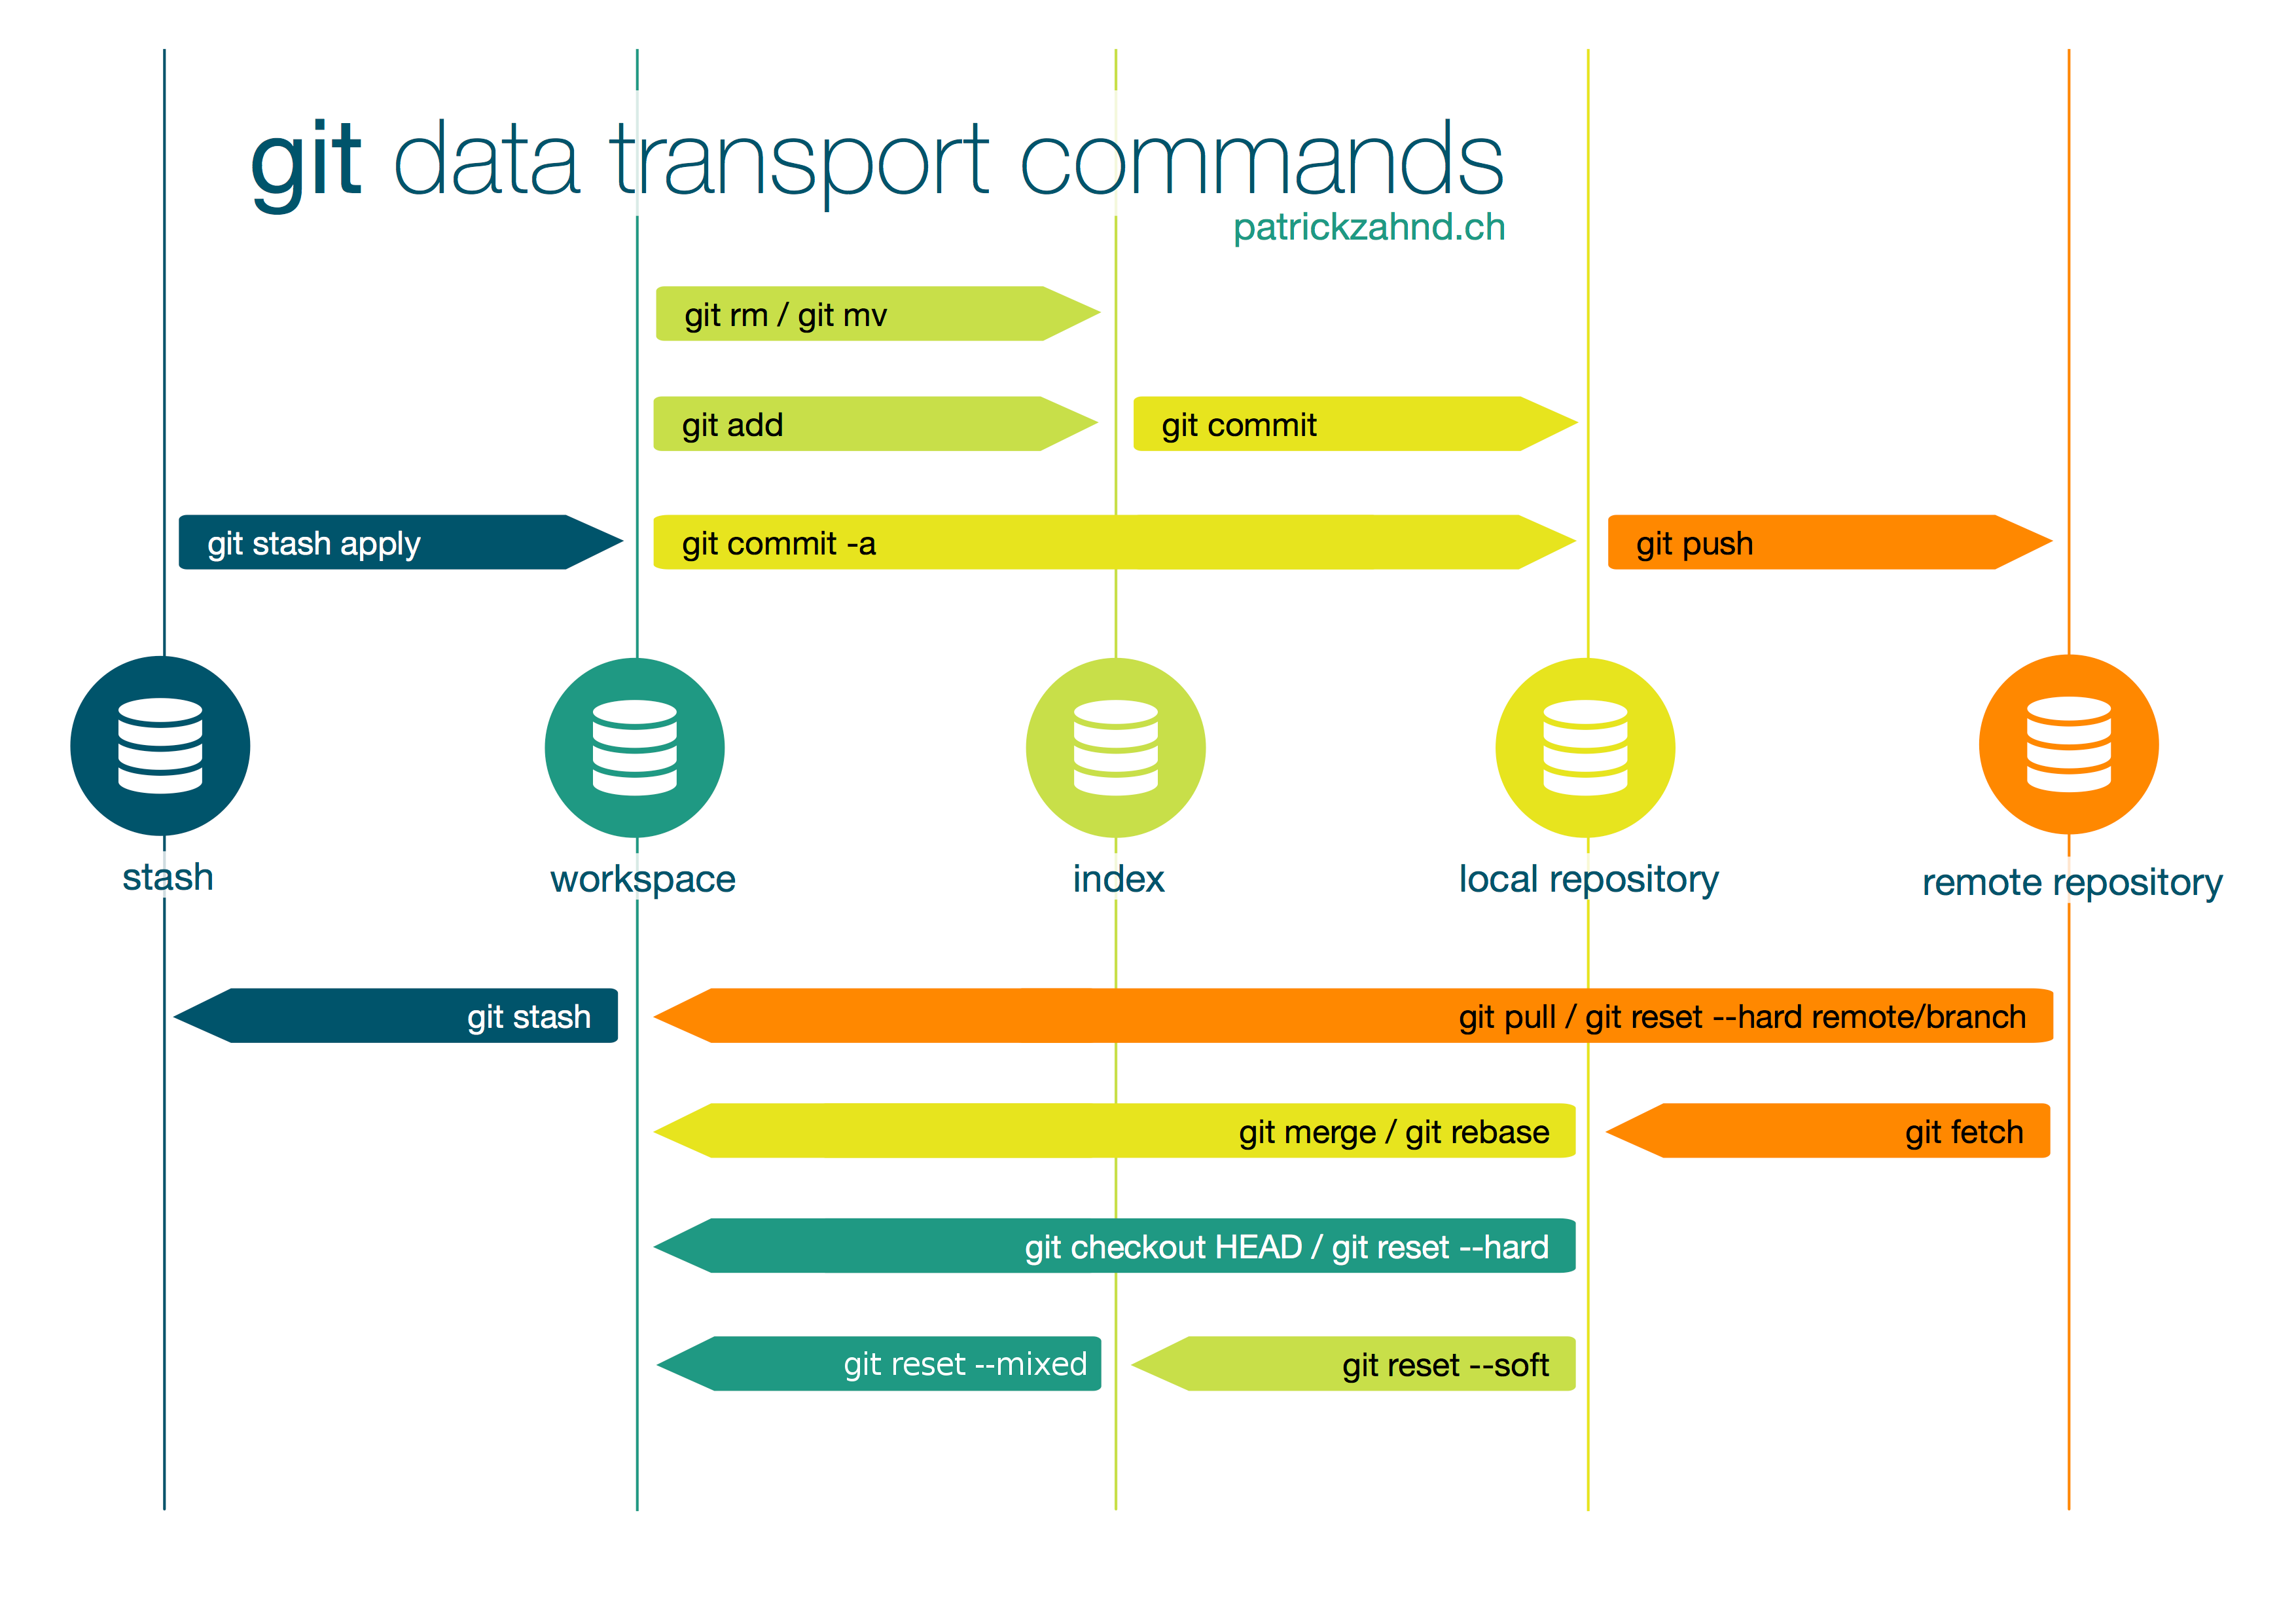 git data transport commands
patrickzahnd.ch
git rm / git mv
git add
git commit
git stash apply
git commit -a
git push
stash
workspace
index
local repository
remote repository
git stash
git pull / git reset --hard remote/branch
git merge / git rebase
git fetch
git checkout HEAD / git reset --hard
git reset --mixed
git reset --soft